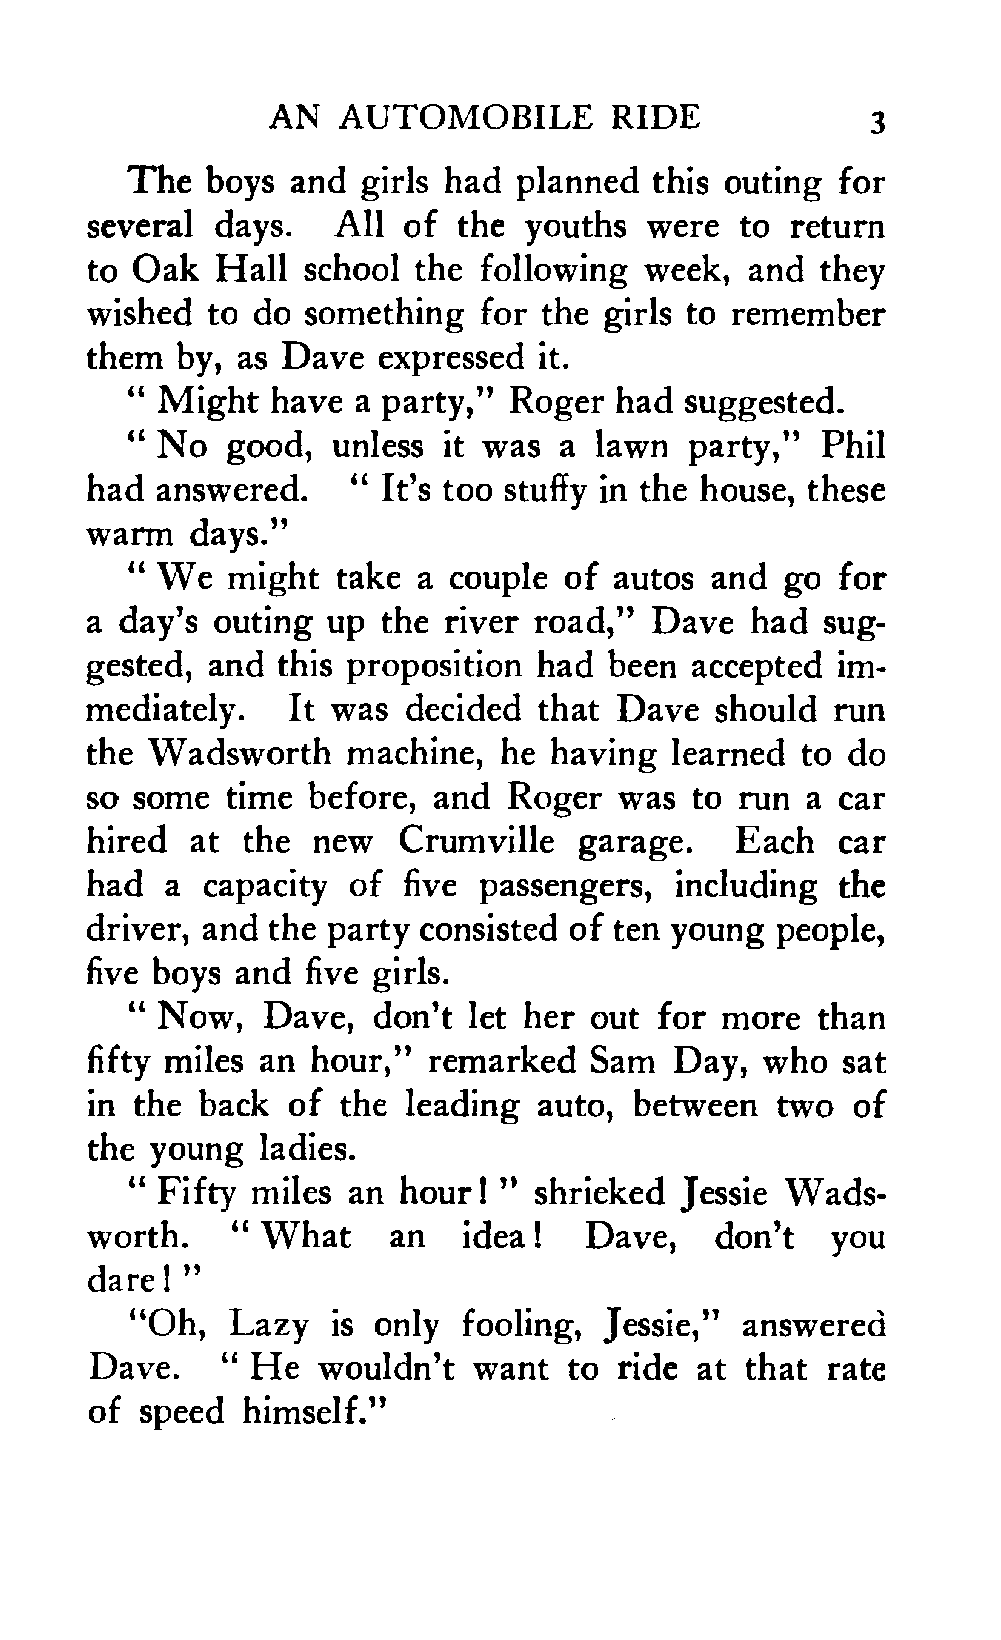 AN AUTOMOBILE RIDE 3
The boys and girls had planned this outing for
several days. All of the youths were to return
to Oak Hall school the following week, and they
wished to do something for the girls to remember
them by, as Dave expressed it.
“ Might have a party,” Roger had suggested.
“ No good, unless it was a lawn party,” Phil
had answered. “ It’s too stuffy in the house, these
warm days.”
“ We might take a couple of autos and go for
a day’s outing up the river road,” Dave had sug-
gested, and this proposition had been accepted im-
mediately. It was decided that Dave should run
the Wadsworth machine, he having learned to do
so some time before, and Roger was to run a car
hired at the new Crumville garage. Each car
had a capacity of five passengers, including the
driver, and the party consisted of ten young people,
five boys and five girls.
“ Now, Dave, don’t let her out for more than
fifty miles an hour,” remarked Sam Day, who sat
in the back of the leading auto, between two of
the young ladies.
“ Fifty miles an hour! ” shrieked Jessie Wads-
worth. “ What an idea! Dave, don’t you
dare! ”
“Oh, Lazy is only fooling, Jessie,” answered
Dave. “ He wouldn’t want to ride at that rate
of speed himself.”